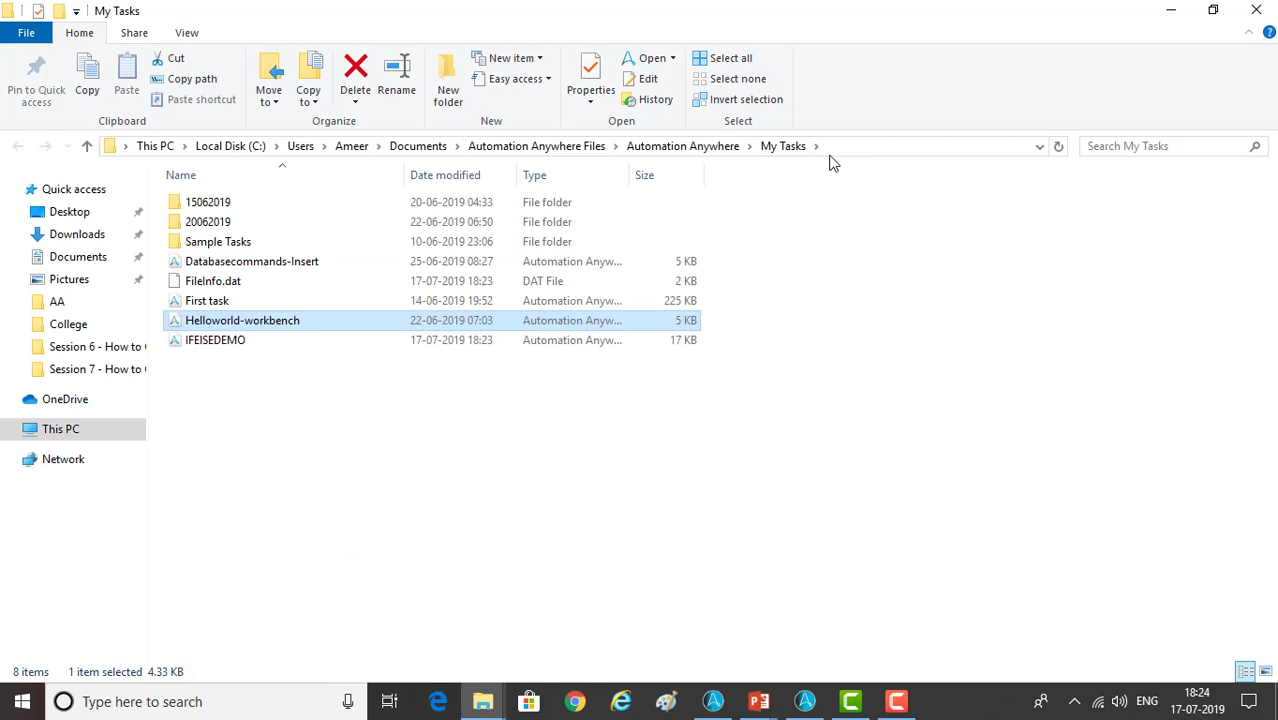 My Tasks
File Home Share View
Pin to Quick access
Copy
Paste
Cut
Copy path
Paste shortcut
Clipboard
Move to
Copy to
Delete
Rename
Organize
New folder
New item
Easy access
New
Properties
Open
Edit
History
Open
Select all
Select none
Invert selection
Select
This PC > Local Disk (C:) > Users > Ameer > Documents > Automation Anywhere Files > Automation Anywhere > My Tasks >
Search My Tasks
Name Date modified Type Size
15062019 20-06-2019 04:33 File folder
20062019 22-06-2019 06:50 File folder
Sample Tasks 10-06-2019 23:06 File folder
Databasecommands-Insert 25-06-2019 08:27 Automation Anyw... 5 KB
FileInfo.dat 17-07-2019 18:23 DAT File 2 KB
First task 14-06-2019 19:52 Automation Anyw... 225 KB
Helloworld-workbench 22-06-2019 07:03 Automation Anyw... 5 KB
IFEISEDEMO 17-07-2019 18:23 Automation Anyw... 17 KB
Quick access
Desktop
Downloads
Documents
Pictures
AA
College
Session 6 - How to
Session 7 - How to
OneDrive
This PC
Network
8 items 1 item selected 4.33 KB
Type here to search
ENG
18:24
17-07-2019